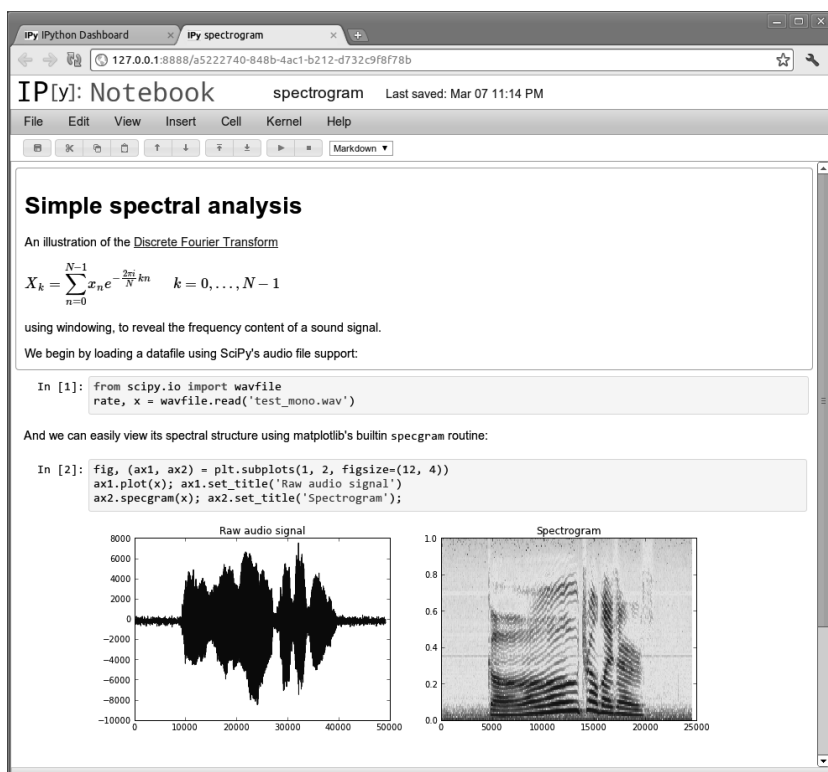 IPy IPython Dashboard × IPy spectrogram ×
127.0.0.1:8888/a5222740-848b-4ac1-b212-d732c9f8f78b
IP[y]: Notebook spectrogram Last saved: Mar 07 11:14 PM
File Edit View Insert Cell Kernel Help
Markdown
Simple spectral analysis
An illustration of the Discrete Fourier Transform
X_k = \sum_{n=0}^{N-1} x_n e^{-\frac{2πi}{N}kn} k = 0, . . . , N − 1
using windowing, to reveal the frequency content of a sound signal.
We begin by loading a datafile using SciPy's audio file support:
In [1]: from scipy.io import wavfile
rate, x = wavfile.read('test_mono.wav')
And we can easily view its spectral structure using matplotlib's builtin specgram routine:
In [2]: fig, (ax1, ax2) = plt.subplots(1, 2, figsize=(12, 4))
ax1.plot(x); ax1.set_title('Raw audio signal')
ax2.specgram(x); ax2.set_title('Spectrogram');
Raw audio signal
8000
6000
4000
2000
0
−2000
−4000
−6000
−8000
−10000
0 10000 20000 30000 40000 50000
Spectrogram
1.0
0.8
0.6
0.4
0.2
0.0
0 5000 10000 15000 20000 25000